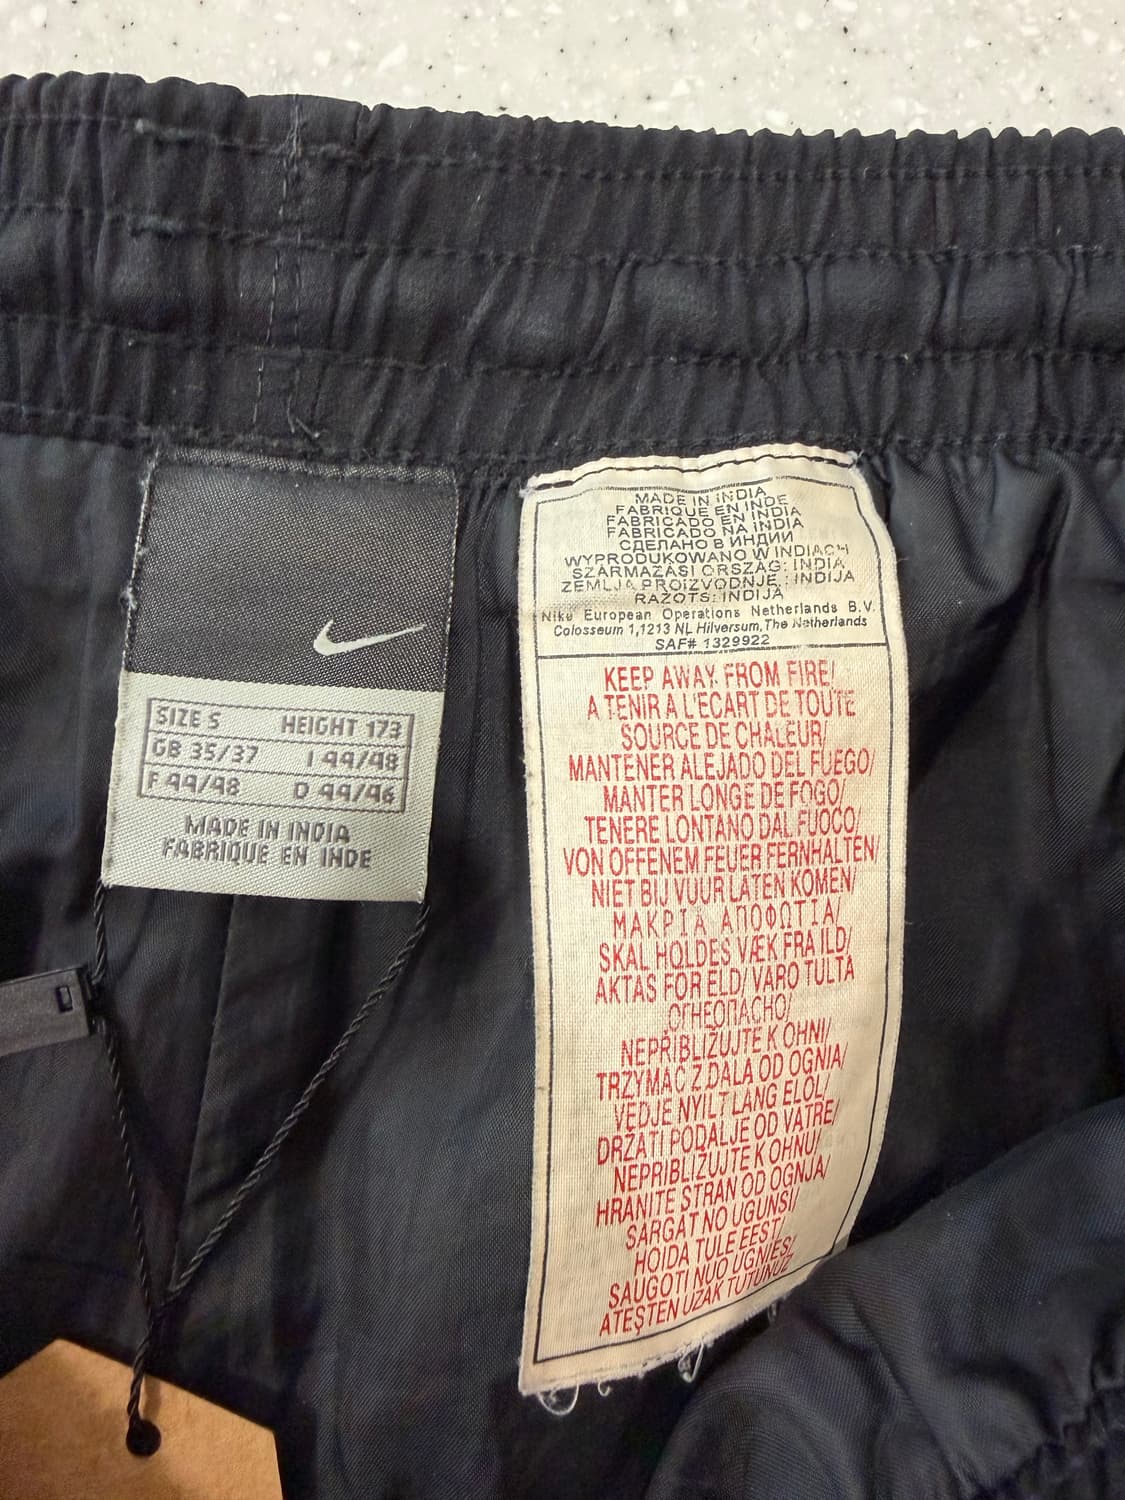 SIZE S HEIGHT 173
GB 35/37 I 44/48
F 44/48 D 44/46
MADE IN INDIA
FABRIQUE EN INDE
MADE IN INDIA
FABRIQUE EN INDE
FABRICADO EN INDIA
FABRICADO NA INDIA
СДЕЛАНО В ИНДИИ
WYPRODUKOWANO W INDIACH
SZÁRMAZÁSI ORSZÁG: INDIA
ZEMLJA PROIZVODNJE : INDIJA
RAZOTS: INDIJA
Nike European Operations Netherlands B.V.
Colosseum 1,1213 NL Hilversum, The Netherlands
SAF# 1329922
KEEP AWAY FROM FIRE/
A TENIR A L'ECART DE TOUTE
SOURCE DE CHALEUR/
MANTENER ALEJADO DEL FUEGO/
MANTER LONGE DE FOGO/
TENERE LONTANO DAL FUOCO/
VON OFFENEM FEUER FERNHALTEN/
NIET BIJ VUUR LATEN KOMEN/
ΜΑΚΡΙΑ ΑΠΟ ΦΩΤΙΑ/
SKAL HOLDES VÆK FRA ILD/
AKTAS FOR ELD/ VARO TULTA
ОГНЕОПАСНО/
NEPŘIBLIŽUJTE K OHNI/
TRZYMAC Z DALA OD OGNIA/
VEDJE NYILT LANG ELOL/
DRŽATI PODALJE OD VATRE/
NEPRIBLIŽUJTE K OHNU/
HRANITE STRAN OD OGNJA/
SARGAT NO UGUNS/
HOIDA TULE EEST/
SAUGOTI NUO UGNIES/
ATEŞTEN UZAK TUTUNUZ